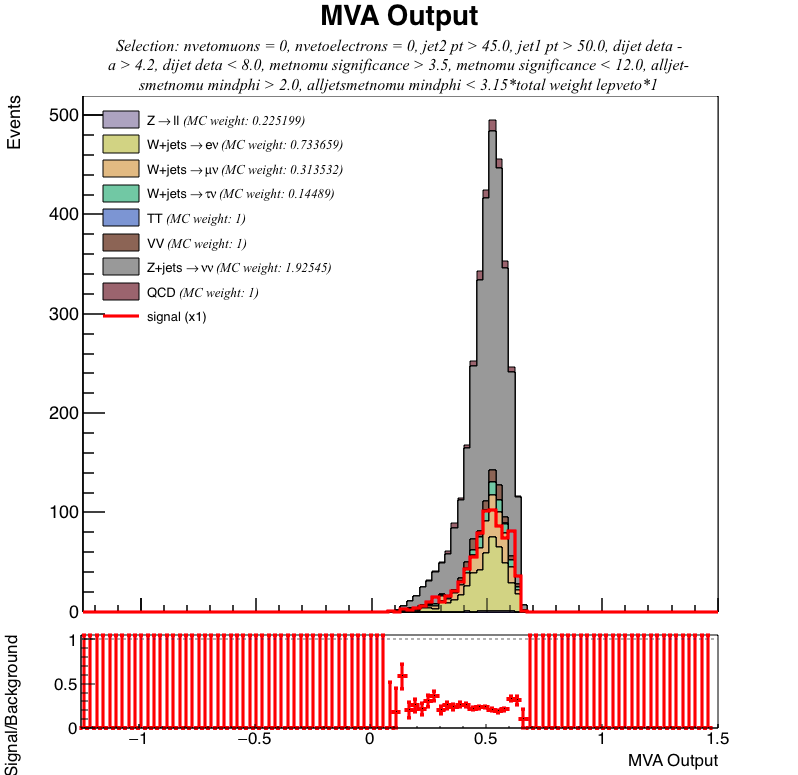 MVA Output
Selection: nvetomuons = 0, nvetoelectrons = 0, jet2 pt > 45.0, jet1 pt > 50.0, dijet deta -
a > 4.2, dijet deta < 8.0, metnomu significance > 3.5, metnomu significance < 12.0, alljet-
smetnomu mindphi > 2.0, alljetsmetnomu mindphi < 3.15*total weight lepveto*1
Events
500
400
300
200
100
0
Z→ll (MC weight: 0.225199)
W+jets→eν (MC weight: 0.733659)
W+jets→μν (MC weight: 0.313532)
W+jets→τν (MC weight: 0.14489)
TT (MC weight: 1)
VV (MC weight: 1)
Z+jets→νν (MC weight: 1.92545)
QCD (MC weight: 1)
signal (x1)
Signal/Background
1
0.5
0
−1
−0.5
0
0.5
1
1.5
MVA Output